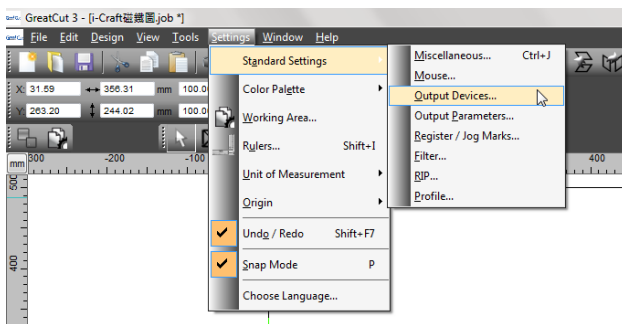 GreatCut 3 - [i-Craft磁鐵圖.job *]
File Edit Design View Tools Settings Window Help
X: 31.59 356.31 mm 100.0
Y: 263.20 244.02 mm 100.0
mm 300 -200 -100 400
500
400
Standard Settings
Color Palette
Working Area...
Rulers... Shift+I
Unit of Measurement
Origin
Undo / Redo Shift+F7
Snap Mode P
Choose Language...
Miscellaneous... Ctrl+J
Mouse...
Output Devices...
Output Parameters...
Register / Jog Marks...
Filter...
RIP...
Profile...